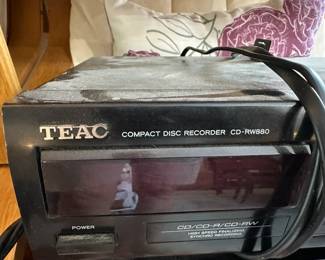 TEAC COMPACT DISC RECORDER CD-RW880
POWER
CD/CD-R/CD-RW
HIGH SPEED FINALIZING
SYNCHRO RECORDING